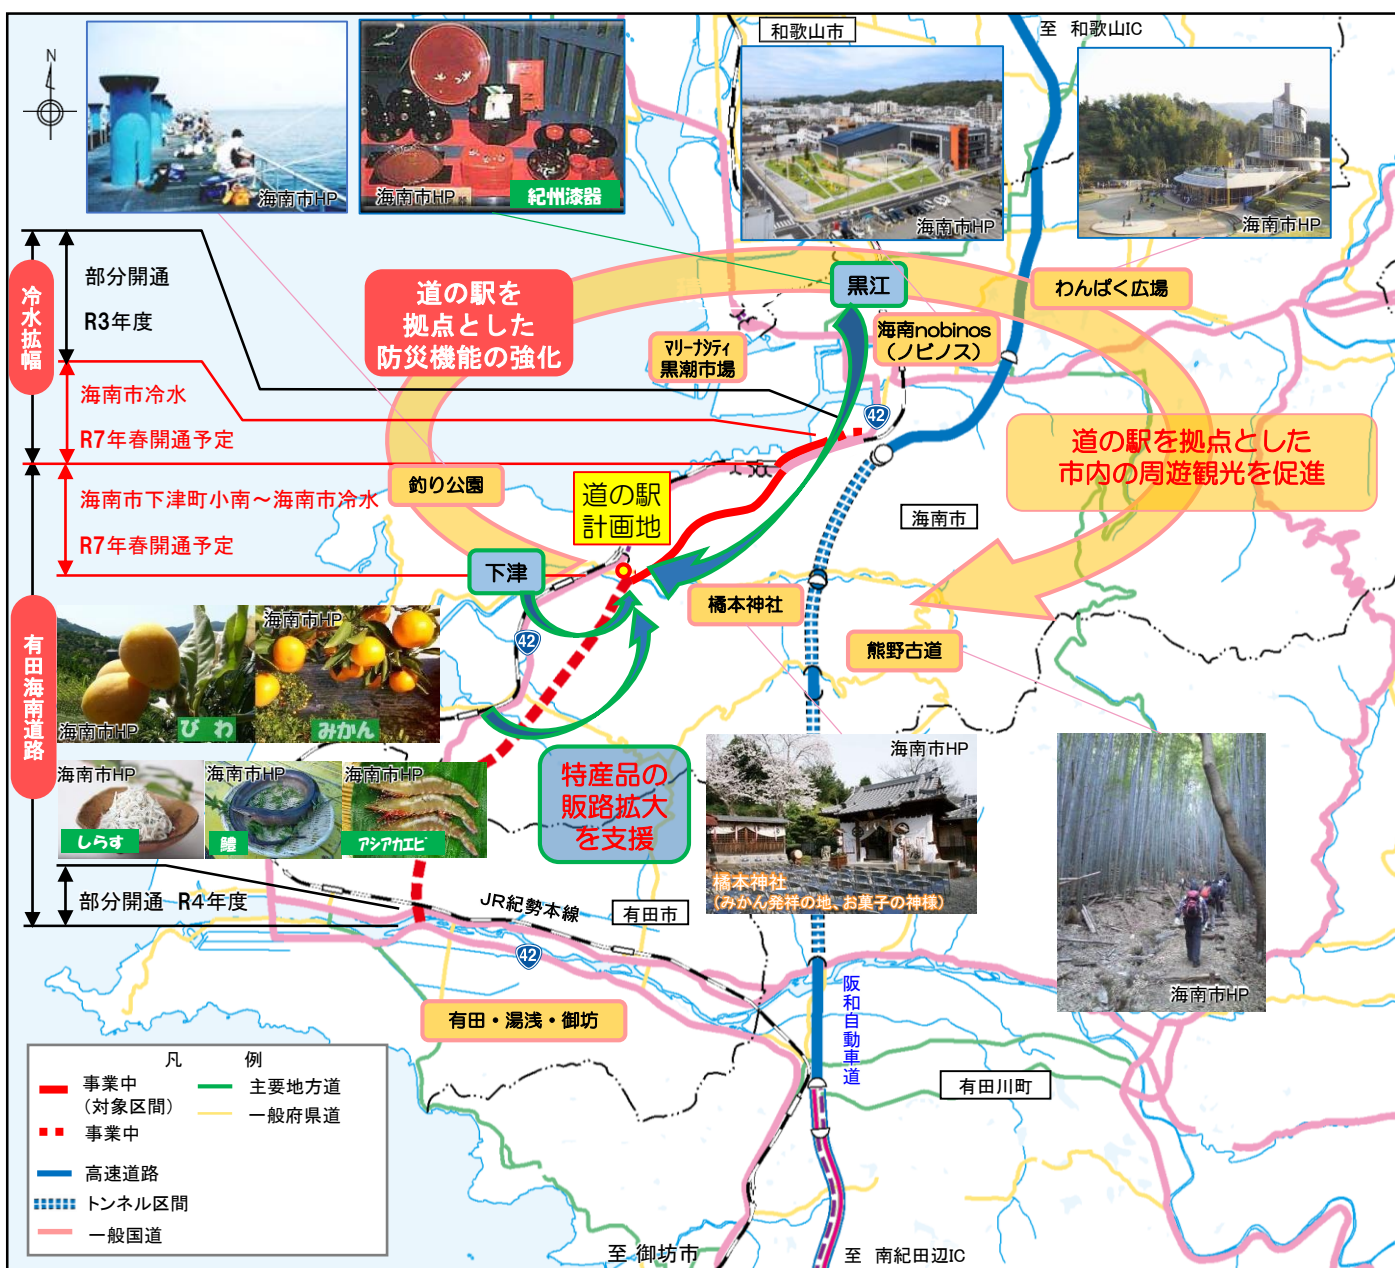 N
海南市HP
海南市HP
紀州漆器
和歌山市
海南市HP
至 和歌山IC
海南市HP
冷水拡幅
部分開通
R3年度
海南市冷水
R7年春開通予定
海南市下津町小南～海南市冷水
R7年春開通予定
有田海南道路
部分開通 R4年度
道の駅を
拠点とした
防災機能の強化
黒江
わんぱく広場
マリーナシティ
黒潮市場
海南nobinos
（ノビノス）
42
道の駅を拠点とした
市内の周遊観光を促進
釣り公園
道の駅
計画地
海南市
下津
橘本神社
熊野古道
42
海南市HP
びわ
海南市HP
みかん
海南市HP
しらす
海南市HP
鱧
海南市HP
アシアカエビ
特産品の
販路拡大
を支援
海南市HP
橘本神社
(みかん発祥の地、お菓子の神様)
海南市HP
JR紀勢本線
有田市
42
有田・湯浅・御坊
阪和自動車道
有田川町
凡 例
事業中
(対象区間)
事業中
高速道路
トンネル区間
一般国道
主要地方道
一般府県道
至 御坊市
至 南紀田辺IC